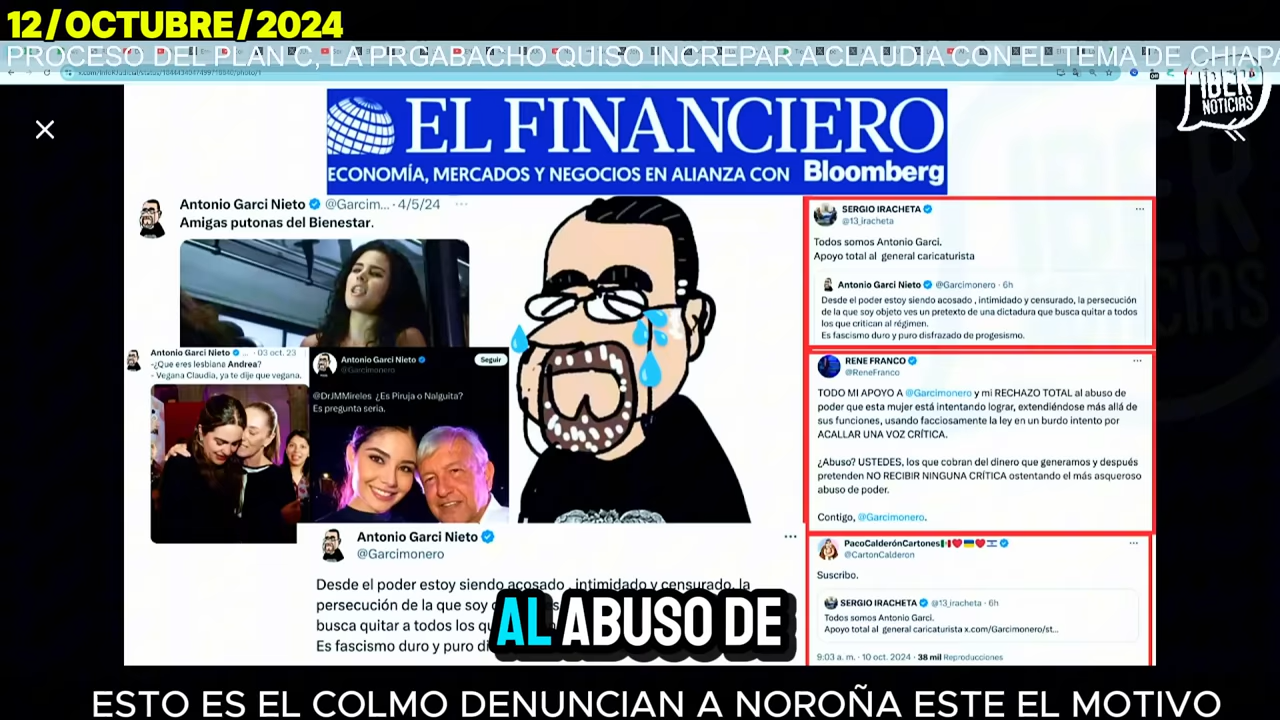 12/OCTUBRE/2024
PROCESO DEL PLAN C, LA PRGABACHO QUISO INCREPAR A CLAUDIA CON EL TEMA DE CHIAPA
IBER
NOTICIAS
EL FINANCIERO
ECONOMÍA, MERCADOS Y NEGOCIOS EN ALIANZA CON Bloomberg
Antonio Garci Nieto @Garcim... · 4/5/24 ...
Amigas putonas del Bienestar.
Antonio Garci Nieto ... · 03 oct. 23
-¿Que eres lesbiana Andrea?
- Vegana Claudia, ya te dije que vegana.
Antonio Garci Nieto
@Garcimonero
Seguir
@DrJMMireles ¿Es Piruja o Nalguita?
Es pregunta seria.
Antonio Garci Nieto
@Garcimonero
Desde el poder estoy siendo acosado , intimidado y censurado, la
persecución de la que soy
busca quitar a todos los
Es fascismo duro y puro
SERGIO IRACHETA
@13_iracheta
Todos somos Antonio Garci.
Apoyo total al general caricaturista
Antonio Garci Nieto @Garcimonero · 6h
Desde el poder estoy siendo acosado , intimidado y censurado, la persecución
de la que soy objeto ves un pretexto de una dictadura que busca quitar a todos
los que critican al régimen.
Es fascismo duro y puro disfrazado de progesismo.
RENE FRANCO
@ReneFranco
TODO MI APOYO A @Garcimonero y mi RECHAZO TOTAL al abuso de
poder que esta mujer está intentando lograr, extendiéndose más allá de
sus funciones, usando facciosamente la ley en un burdo intento por
ACALLAR UNA VOZ CRÍTICA.
¿Abuso? USTEDES, los que cobran del dinero que generamos y después
pretenden NO RECIBIR NINGUNA CRÍTICA ostentando el más asqueroso
abuso de poder.
Contigo, @Garcimonero.
PacoCalderónCartones
@CartonCalderon
Suscribo.
SERGIO IRACHETA @13_iracheta · 6h
Todos somos Antonio Garci.
Apoyo total al general caricaturista x.com/Garcimonero/st...
9:03 a. m. · 10 oct. 2024 · 38 mil Reproducciones
AL ABUSO DE
ESTO ES EL COLMO DENUNCIAN A NOROÑA ESTE EL MOTIVO